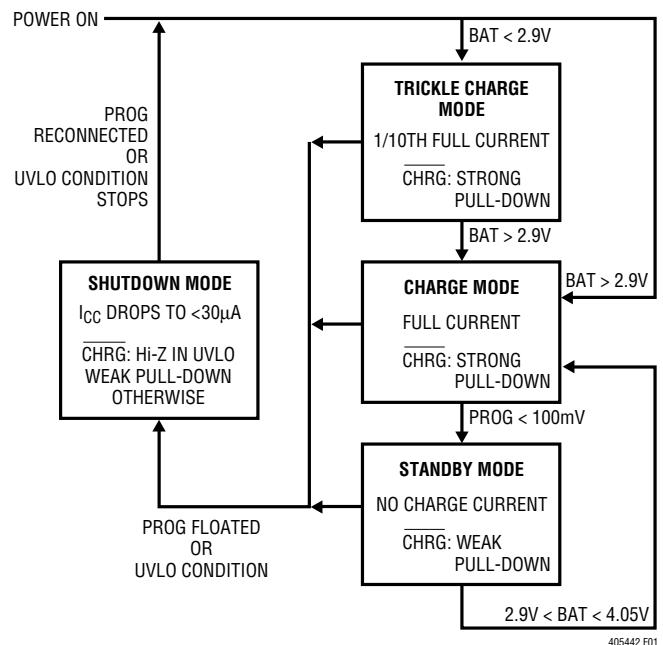 POWER ON
BAT < 2.9V
TRICKLE CHARGE
MODE
1/10TH FULL CURRENT
CHRG: STRONG
PULL-DOWN
PROG
RECONNECTED
OR
UVLO CONDITION
STOPS
BAT > 2.9V
BAT > 2.9V
SHUTDOWN MODE
ICC DROPS TO <30µA
CHRG: Hi-Z IN UVLO
WEAK PULL-DOWN
OTHERWISE
CHARGE MODE
FULL CURRENT
CHRG: STRONG
PULL-DOWN
PROG < 100mV
STANDBY MODE
NO CHARGE CURRENT
CHRG: WEAK
PULL-DOWN
PROG FLOATED
OR
UVLO CONDITION
2.9V < BAT < 4.05V
405442 F01